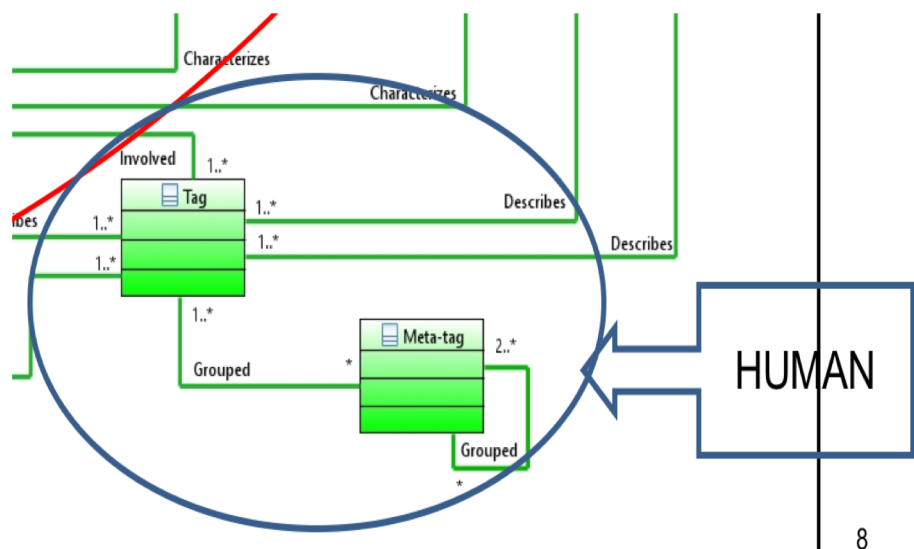 Characterizes
Characterizes
Involved
1..*
Tag
1..*
Describes
ibes
1..*
1..*
Describes
1..*
1..*
Meta-tag
2..*
*
Grouped
HUMAN
Grouped
*
8